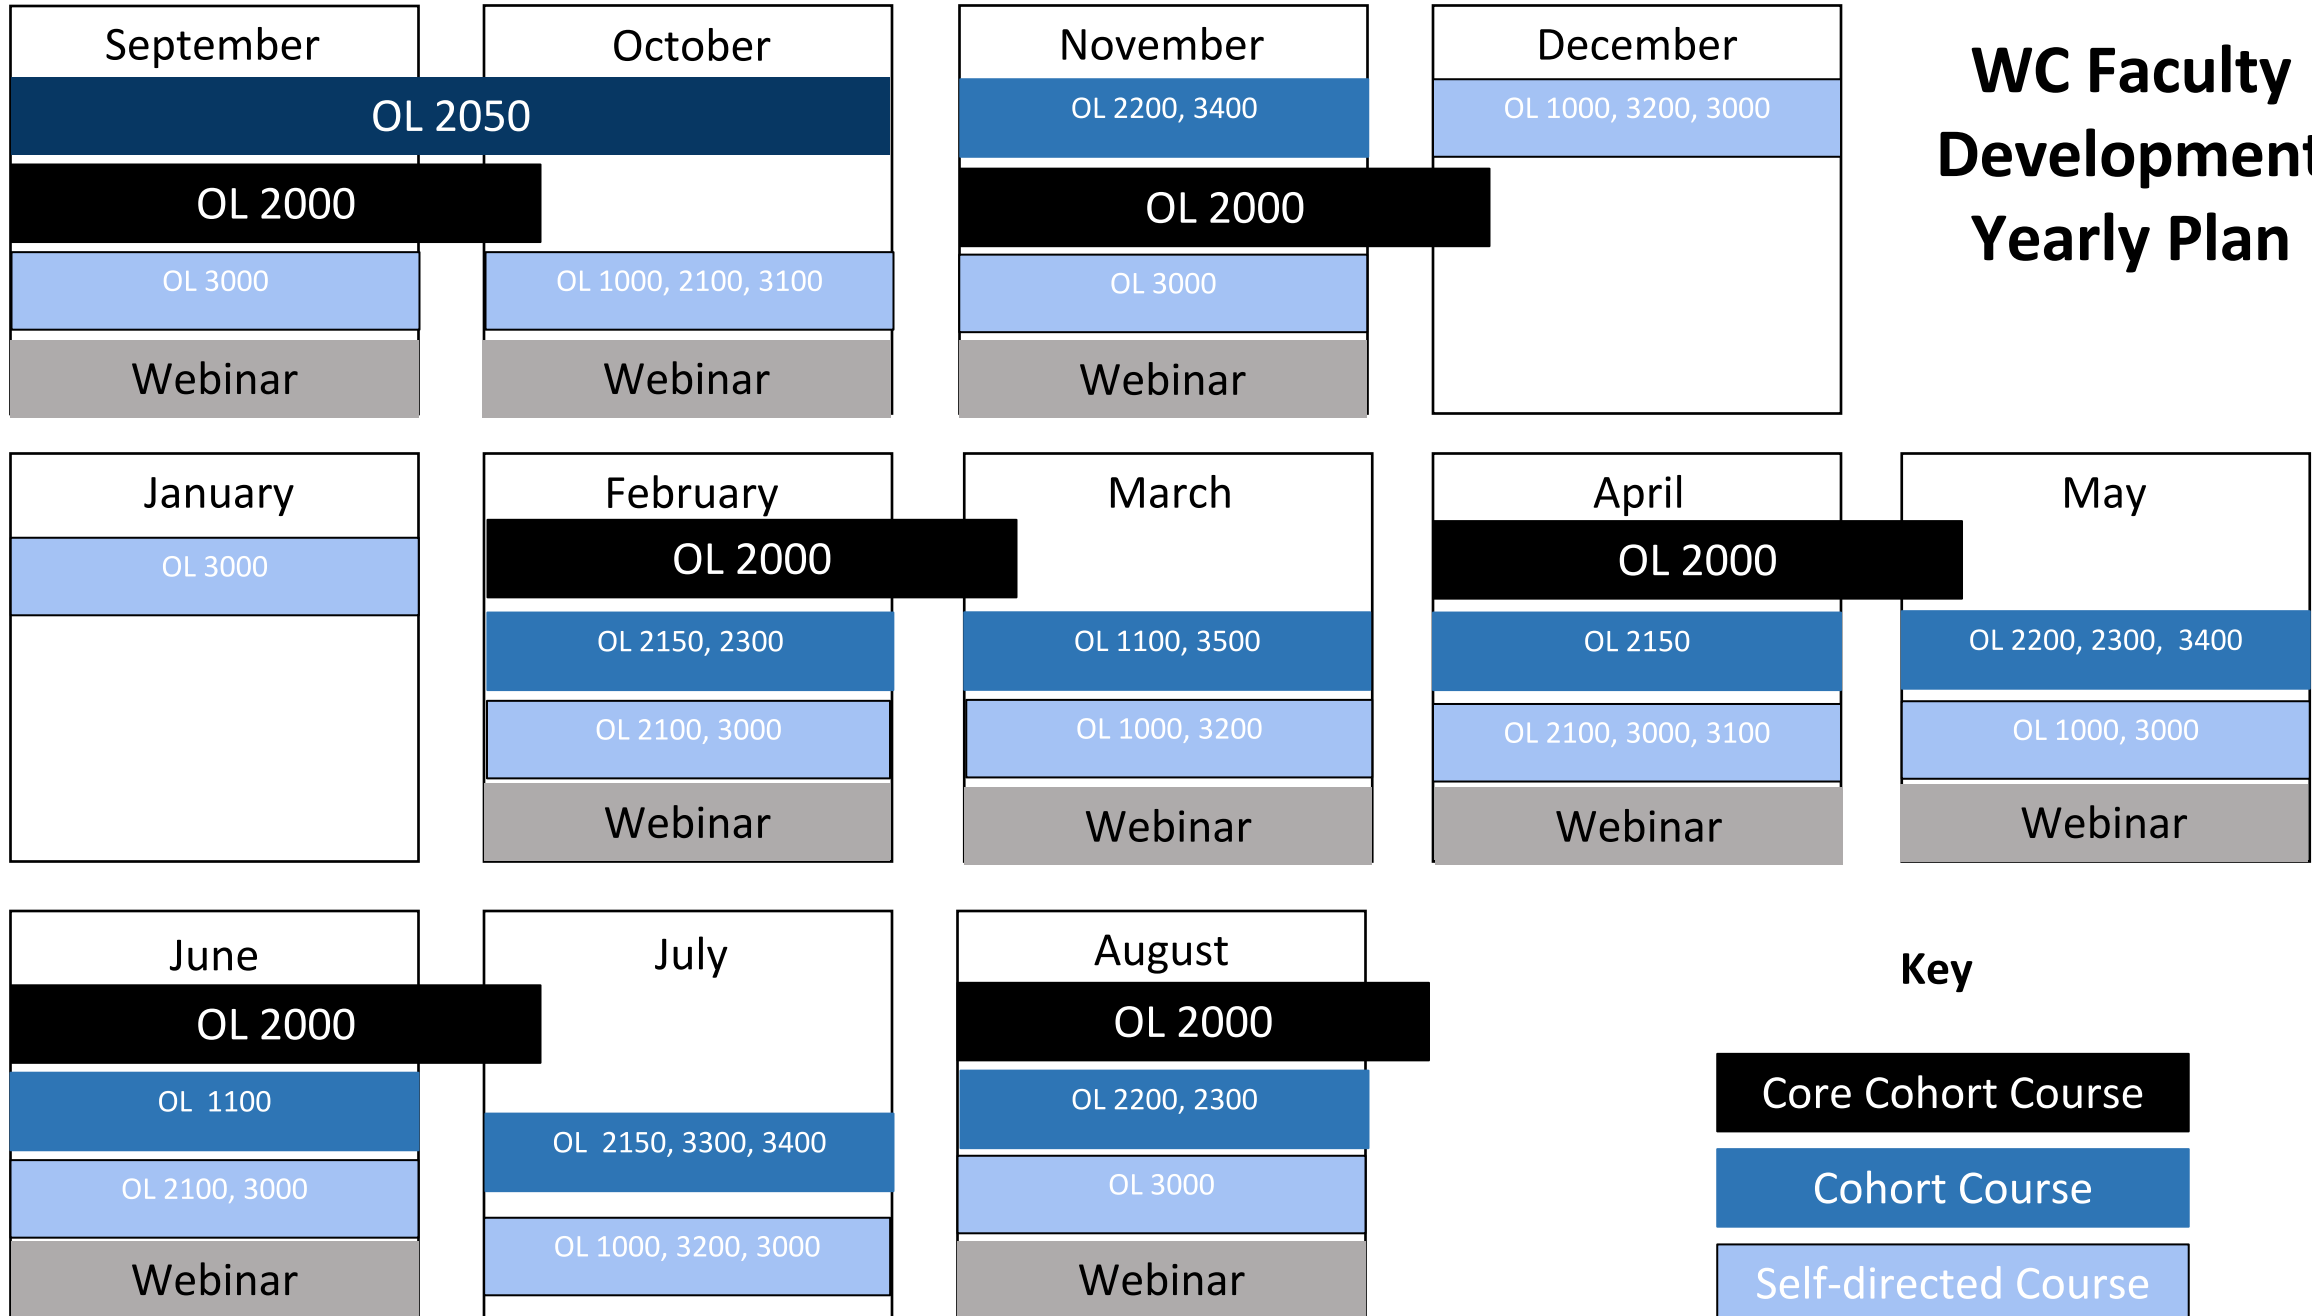 September
OL 2050
OL 2000
OL 3000
Webinar
October
OL 1000, 2100, 3100
Webinar
November
OL 2200, 3400
OL 2000
OL 3000
Webinar
December
OL 1000, 3200, 3000
WC Faculty
Development
Yearly Plan
January
OL 3000
February
OL 2000
OL 2150, 2300
OL 2100, 3000
Webinar
March
OL 1100, 3500
OL 1000, 3200
Webinar
April
OL 2000
OL 2150
OL 2100, 3000, 3100
Webinar
May
OL 2200, 2300, 3400
OL 1000, 3000
Webinar
June
OL 2000
OL 1100
OL 2100, 3000
Webinar
July
OL 2150, 3300, 3400
OL 1000, 3200, 3000
August
OL 2000
OL 2200, 2300
OL 3000
Webinar
Key
Core Cohort Course
Cohort Course
Self-directed Course